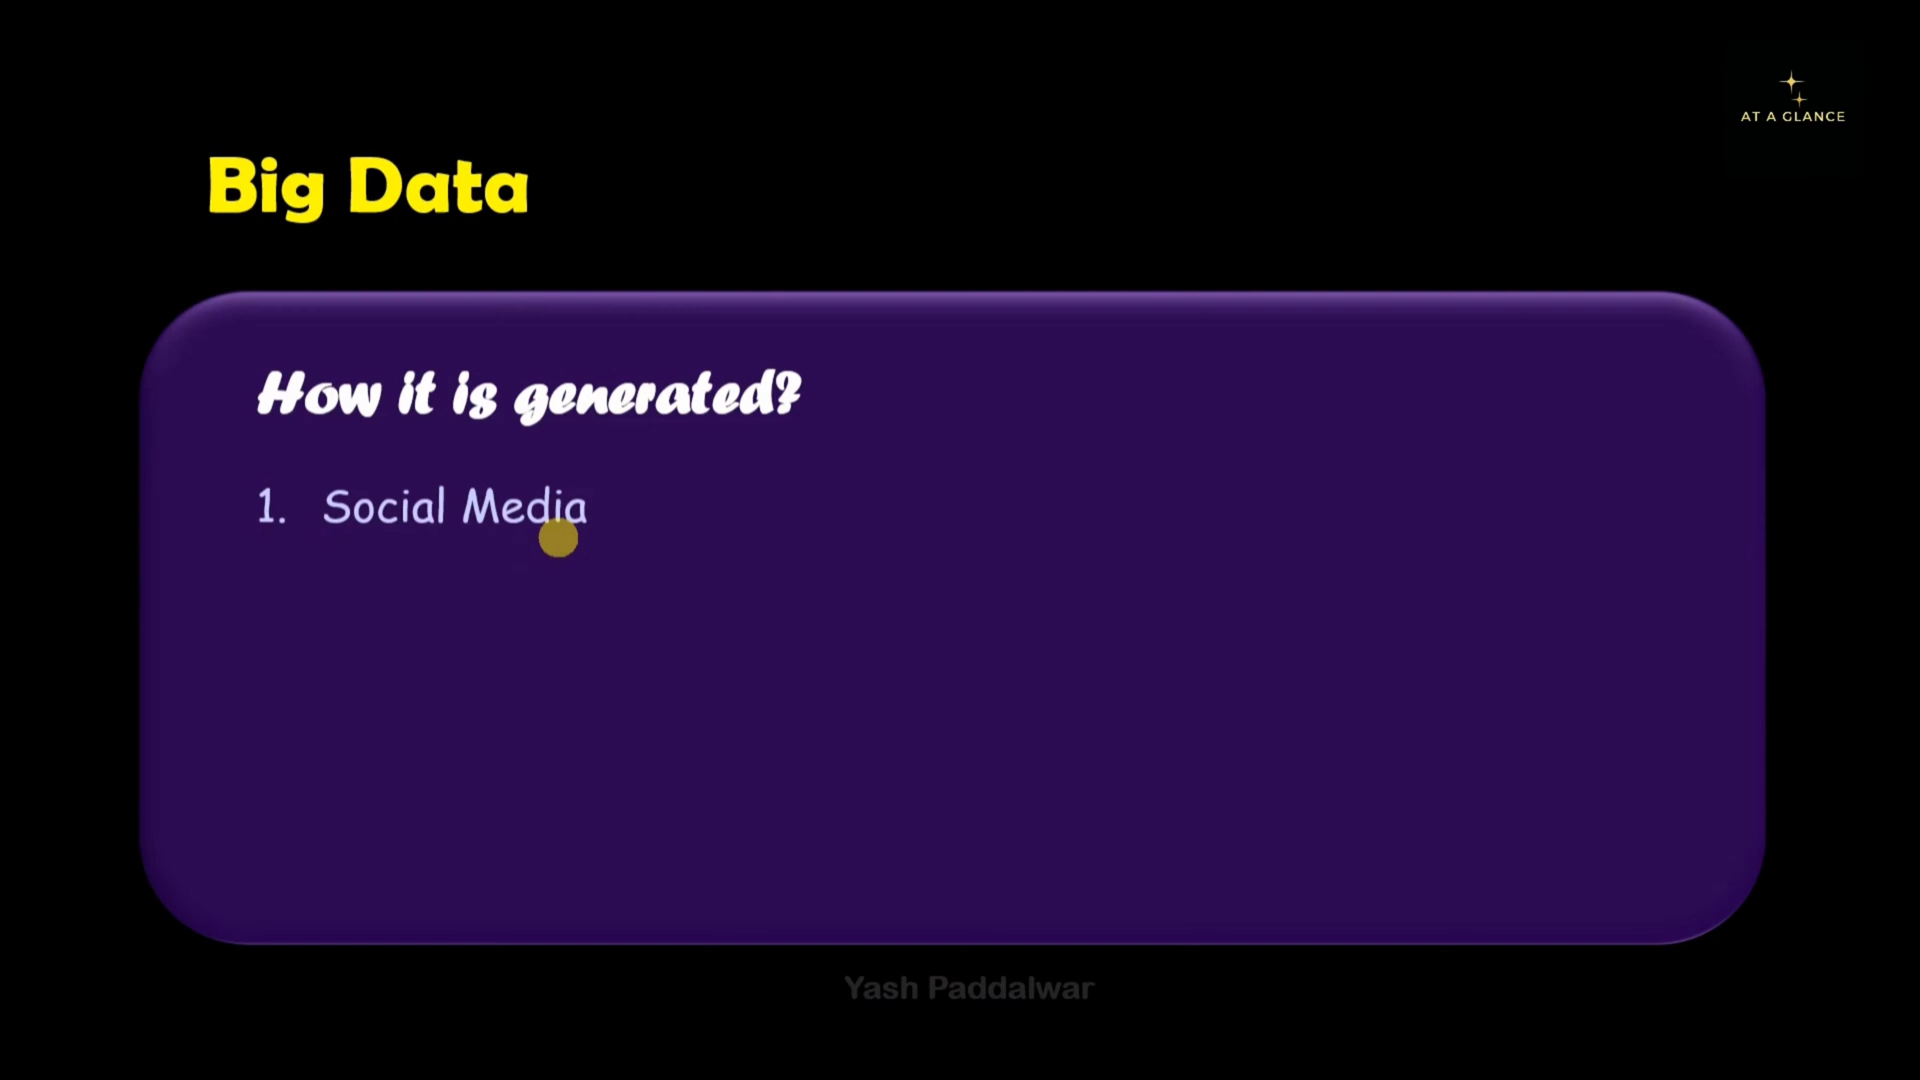 AT A GLANCE
Big Data
How it is generated?
1. Social Media
Yash Paddalwar